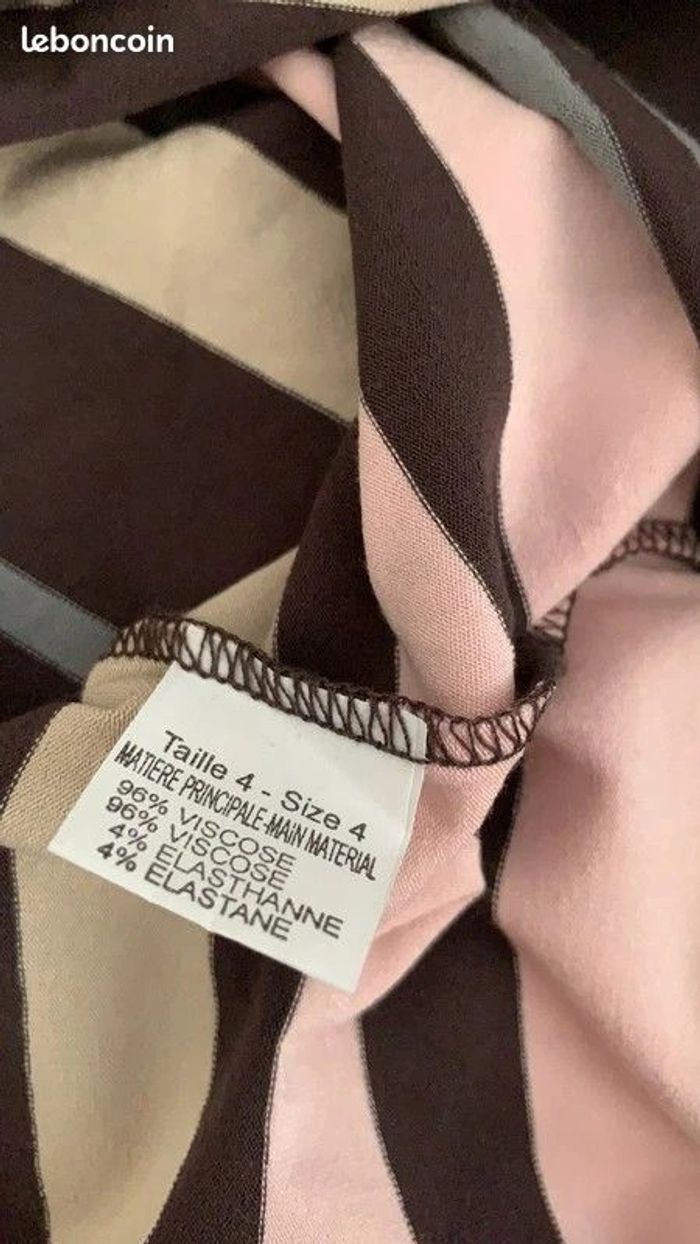 leboncoin
Taille 4 - Size 4
MATIERE PRINCIPALE-MAIN MATERIAL
96% VISCOSE
96% VISCOSE
4% ELASTHANNE
4% ELASTANE